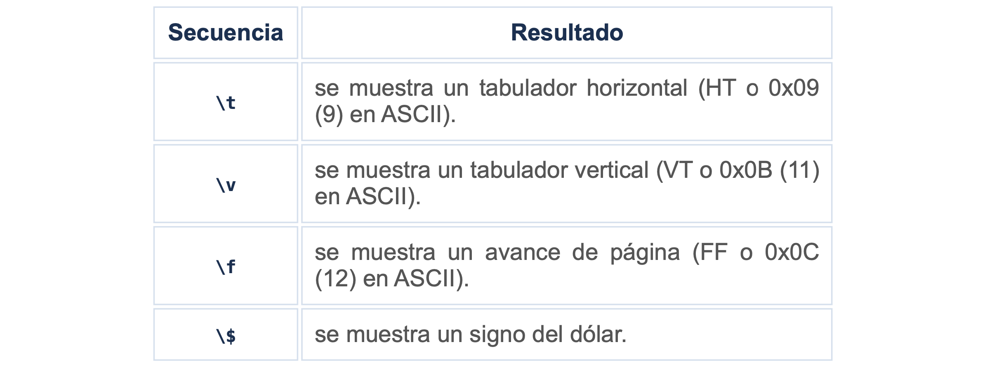 Secuencia Resultado
\t
se muestra un tabulador horizontal (HT o 0x09
(9) en ASCII).
\v
se muestra un tabulador vertical (VT o 0x0B (11)
en ASCII).
\f
se muestra un avance de página (FF o 0x0C
(12) en ASCII).
\$ se muestra un signo del dólar.